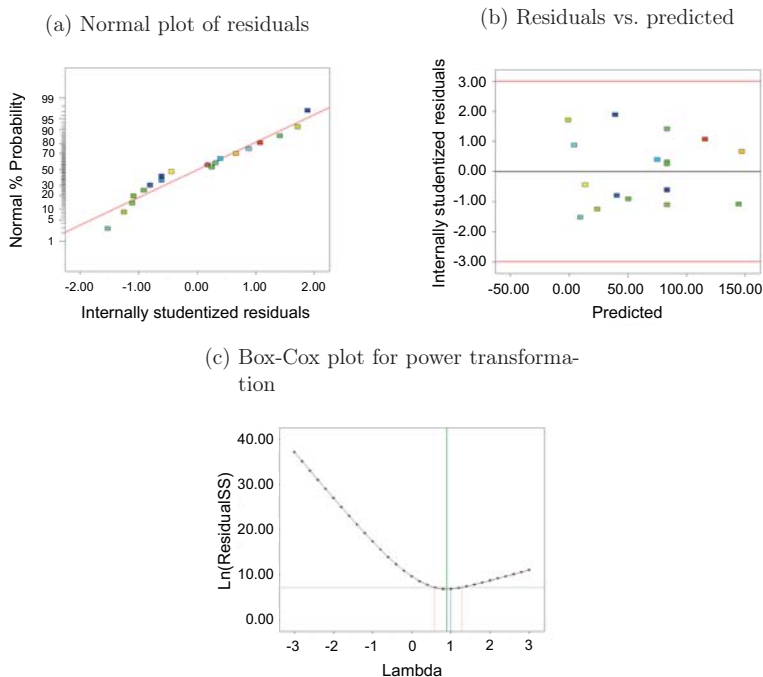 (a) Normal plot of residuals
Normal % Probability
99
95
90
80
70
50
30
20
10
5
1
-2.00 -1.00 0.00 1.00 2.00
Internally studentized residuals
(b) Residuals vs. predicted
Internally studentized residuals
3.00
2.00
1.00
0.00
-1.00
-2.00
-3.00
-50.00 0.00 50.00 100.00 150.00
Predicted
(c) Box-Cox plot for power transforma-
tion
Ln(ResidualSS)
40.00
30.00
20.00
10.00
0.00
-3 -2 -1 0 1 2 3
Lambda